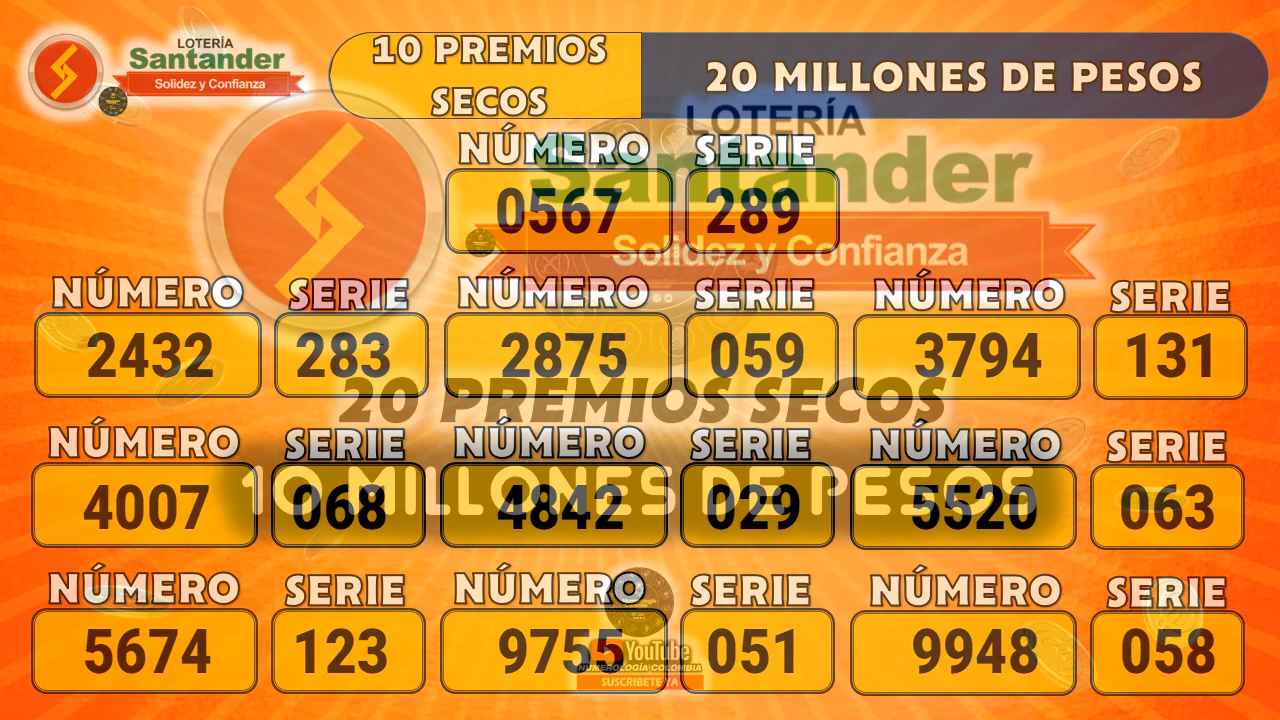 LOTERÍA
Santander
Solidez y Confianza
10 PREMIOS
SECOS
20 MILLONES DE PESOS
LOTERÍA
Santander
Solidez y Confianza
NÚMERO SERIE
0567 289
NÚMERO SERIE NÚMERO SERIE NÚMERO SERIE
2432 283 2875 059 3794 131
20 PREMIOS SECOS
NÚMERO SERIE NÚMERO SERIE NÚMERO SERIE
10 MILLONES DE PESOS
4007 068 4842 029 5520 063
NÚMERO SERIE NÚMERO SERIE NÚMERO SERIE
5674 123 9755 051 9948 058
YouTube
NUMEROLOGÍA COLOMBIA
SUSCRIBETE YA